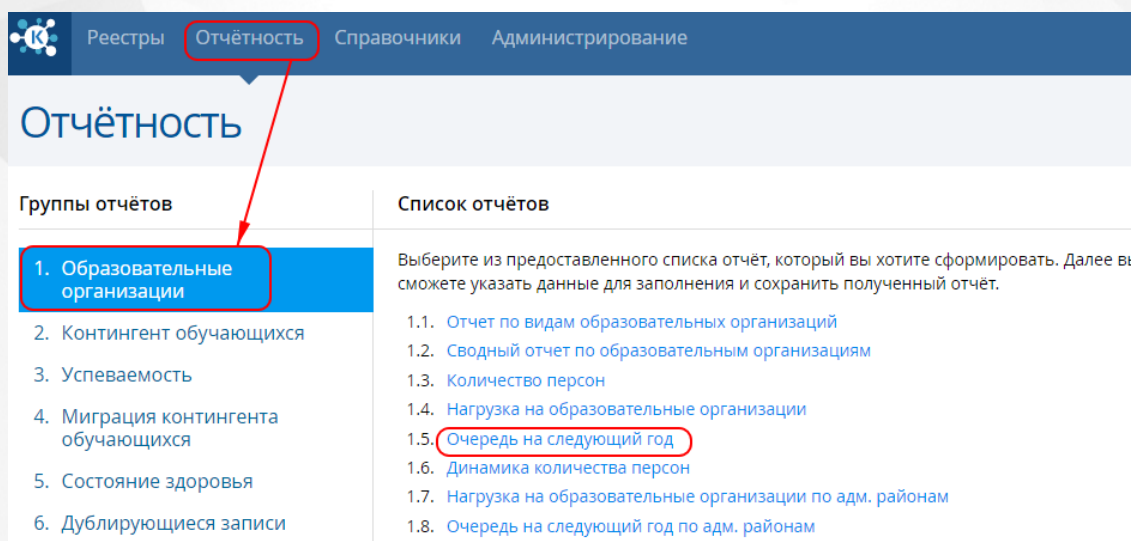 К Реестры Отчётность Справочники Администрирование
Отчётность
Группы отчётов
1. Образовательные
организации
2. Контингент обучающихся
3. Успеваемость
4. Миграция контингента
обучающихся
5. Состояние здоровья
6. Дублирующиеся записи
Список отчётов
Выберите из предоставленного списка отчёт, который вы хотите сформировать. Далее вы
сможете указать данные для заполнения и сохранить полученный отчёт.
1.1. Отчет по видам образовательных организаций
1.2. Сводный отчет по образовательным организациям
1.3. Количество персон
1.4. Нагрузка на образовательные организации
1.5. Очередь на следующий год
1.6. Динамика количества персон
1.7. Нагрузка на образовательные организации по адм. районам
1.8. Очередь на следующий год по адм. районам